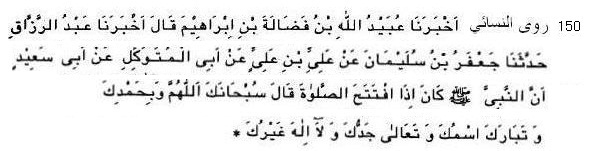 150 روى النسائي اَخْبَرَنَا عُبَيْدُ اللّٰهِ بْنُ فَضَالَةَ بْنِ اِبْرَاهِيْمَ قَالَ اَخْبَرَنَا عَبْدُ الرَّزَّاقِ
حَدَّثَنَا جَعْفَرُ بْنُ سُلَيْمَانَ عَنْ عَلِيِّ بْنِ عَلِيٍّ عَنْ اَبِى الْمُتَوَكِّلِ عَنْ اَبِى سَعِيْدٍ
اَنَّ النَّبِىَّ ﷺ كَانَ اِذَا افْتَتَحَ الصَّلٰوةَ قَالَ سُبْحَانَكَ اَللّٰهُمَّ وَبِحَمْدِكَ
وَ تَبَارَكَ اسْمُكَ وَ تَعَالٰى جَدُّكَ وَ لَآ اِلٰهَ غَيْرُكَ *